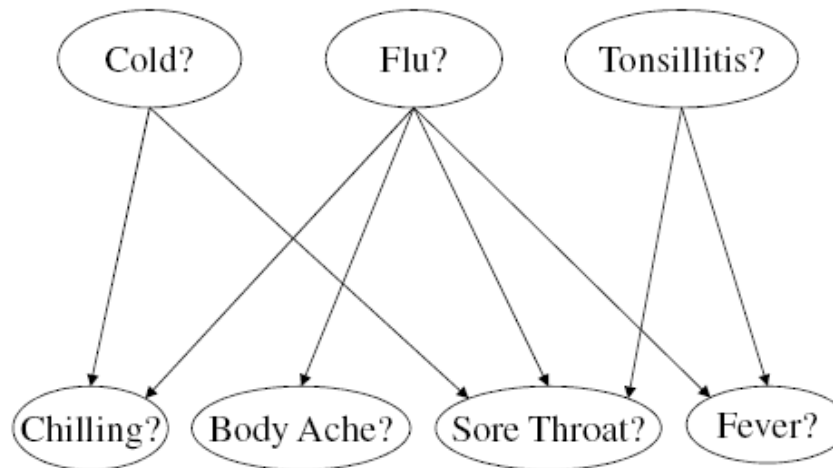 Cold?
Flu?
Tonsillitis?
Chilling?
Body Ache?
Sore Throat?
Fever?